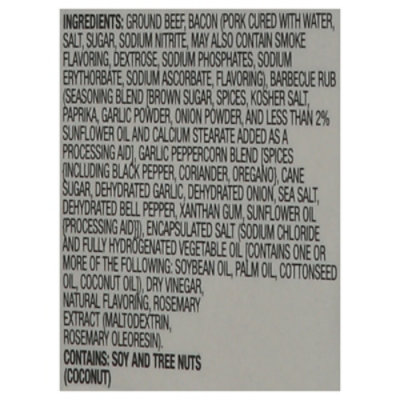 INGREDIENTS: GROUND BEEF, BACON (PORK CURED WITH WATER,
SALT, SUGAR, SODIUM NITRITE, MAY ALSO CONTAIN SMOKE
FLAVORING, DEXTROSE, SODIUM PHOSPHATES, SODIUM
ERYTHORBATE, SODIUM ASCORBATE, FLAVORING), BARBECUE RUB
(SEASONING BLEND [BROWN SUGAR, SPICES, KOSHER SALT,
PAPRIKA, GARLIC POWDER, ONION POWDER, AND LESS THAN 2%
SUNFLOWER OIL AND CALCIUM STEARATE ADDED AS A
PROCESSING AID], GARLIC PEPPERCORN BLEND [SPICES
(INCLUDING BLACK PEPPER, CORIANDER, OREGANO), CANE
SUGAR, DEHYDRATED GARLIC, DEHYDRATED ONION, SEA SALT,
DEHYDRATED BELL PEPPER, XANTHAN GUM, SUNFLOWER OIL
(PROCESSING AID)]), ENCAPSULATED SALT (SODIUM CHLORIDE
AND FULLY HYDROGENATED VEGETABLE OIL [CONTAINS ONE OR
MORE OF THE FOLLOWING: SOYBEAN OIL, PALM OIL, COTTONSEED
OIL, COCONUT OIL]), DRY VINEGAR,
NATURAL FLAVORING, ROSEMARY
EXTRACT (MALTODEXTRIN,
ROSEMARY OLEORESIN).
CONTAINS: SOY AND TREE NUTS
(COCONUT)